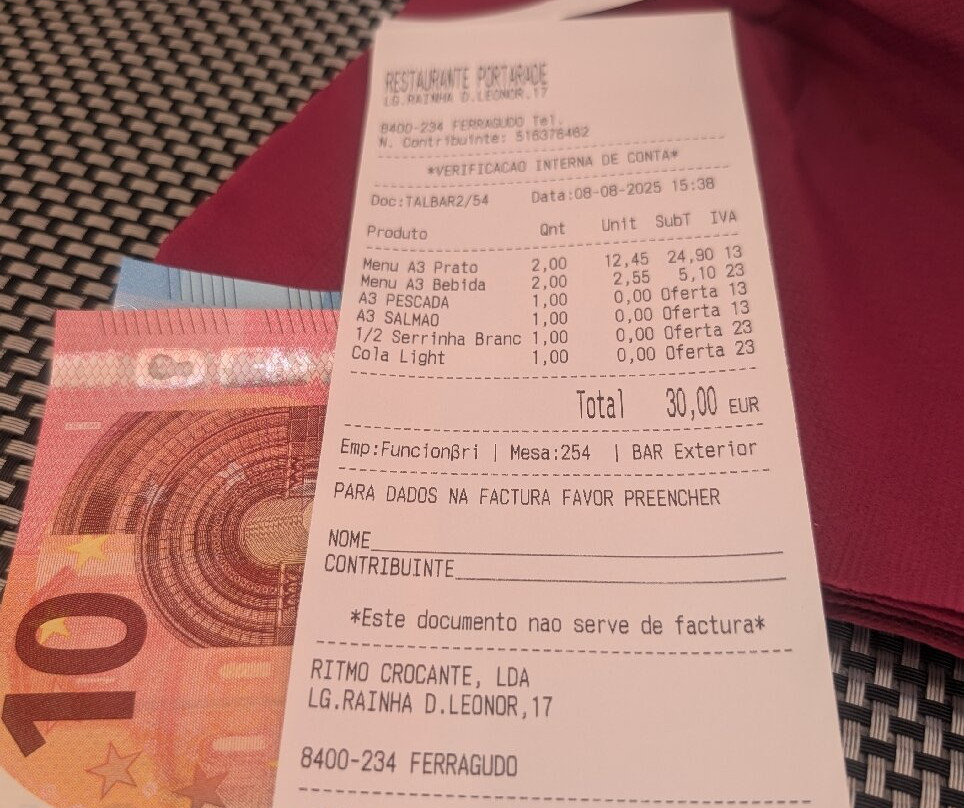 RESTAURANTE PORTARADE
LG.RAINHA D.LEONOR,17
8400-234 FERRAGUDO Tel.
N. Contribuinte: 516376462
*VERIFICACAO INTERNA DE CONTA*
Doc:TALBAR2/54 Data:08-08-2025 15:38
Produto Qnt Unit SubT IVA
Menu A3 Prato 2,00 12,45 24,90 13
Menu A3 Bebida 2,00 2,55 5,10 23
A3 PESCADA 1,00 0,00 Oferta 13
A3 SALMAO 1,00 0,00 Oferta 13
1/2 Serrinha Branc 1,00 0,00 Oferta 23
Cola Light 1,00 0,00 Oferta 23
Total 30,00 EUR
Emp:Funcionβri | Mesa:254 | BAR Exterior
PARA DADOS NA FACTURA FAVOR PREENCHER
NOME
CONTRIBUINTE
*Este documento nao serve de factura*
RITMO CROCANTE, LDA
LG.RAINHA D.LEONOR,17
8400-234 FERRAGUDO
10